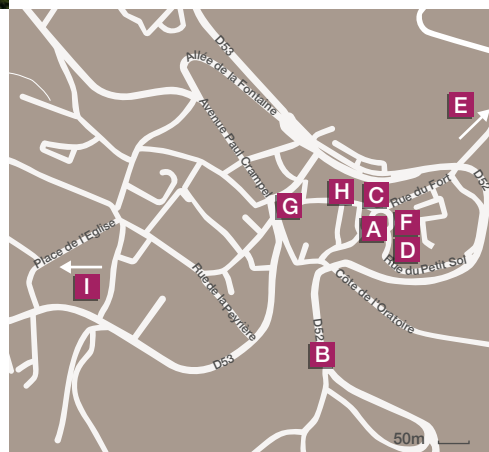 D53
Allée de la Fontaine
E
Avenue Paul Crampel
D52
Rue du Fort
H
C
G
F
A
D
Place de l'Eglise
I
Rue du Petit Sol
Rue de la Peyrière
Côte de l'Oratoire
D52
B
D53
50m